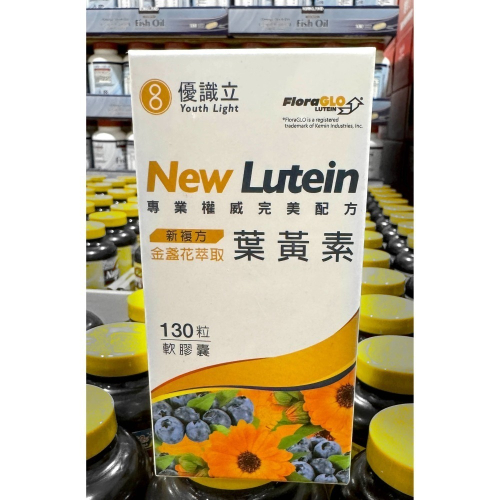 Fish Oil
Fish Oil
優識立
Youth Light
FloraGLO
LUTEIN
*FloraGLO is a registered
trademark of Kemin Industries, Inc.
New Lutein
專業權威完美配方
新複方
金盞花萃取
葉黃素
130粒
軟膠囊